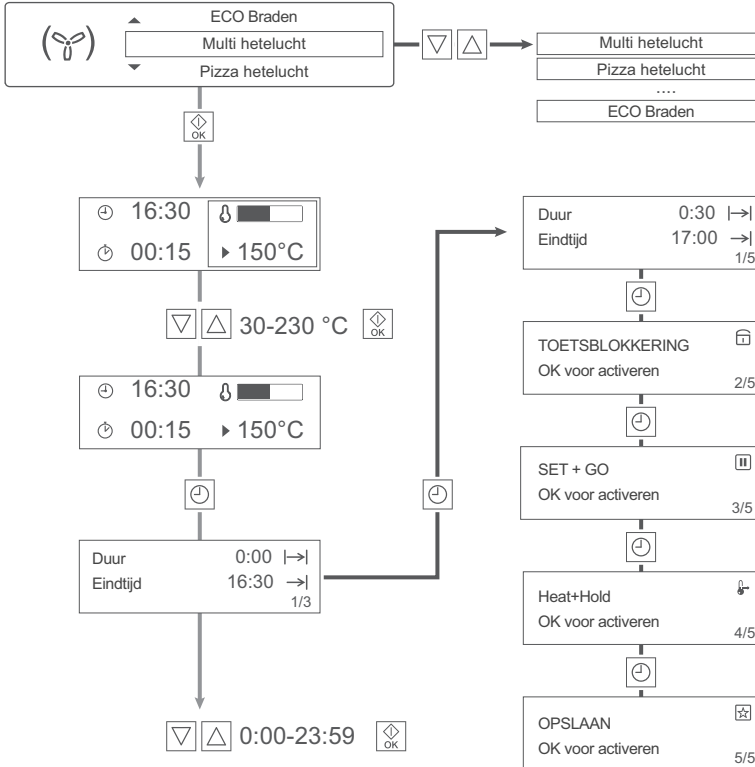 ECO Braden
Multi hetelucht
Pizza hetelucht
Multi hetelucht
Pizza hetelucht
....
ECO Braden
OK
16:30
00:15 150°C
30-230 °C OK
16:30
00:15 150°C
Duur 0:00
Eindtijd 16:30
1/3
0:00-23:59 OK
Duur 0:30
Eindtijd 17:00
1/5
TOETSBLOKKERING
OK voor activeren
2/5
SET + GO
OK voor activeren
3/5
Heat+Hold
OK voor activeren
4/5
OPSLAAN
OK voor activeren
5/5